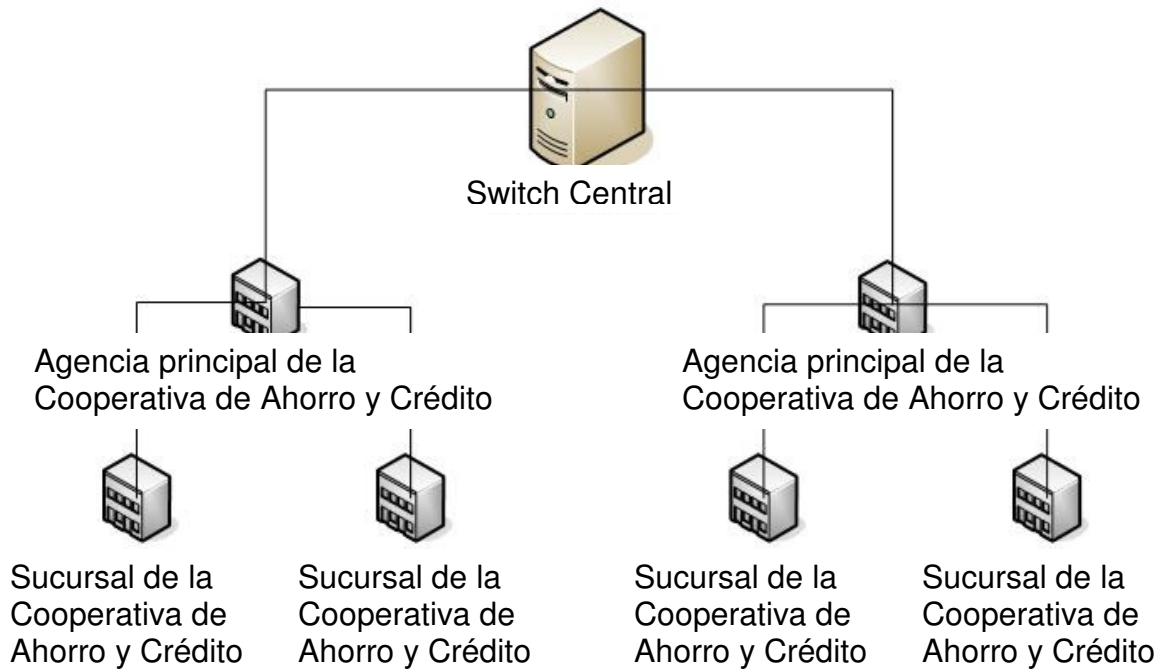 Switch Central
Agencia principal de la
Cooperativa de Ahorro y Crédito
Agencia principal de la
Cooperativa de Ahorro y Crédito
Sucursal de la
Cooperativa de
Ahorro y Crédito
Sucursal de la
Cooperativa de
Ahorro y Crédito
Sucursal de la
Cooperativa de
Ahorro y Crédito
Sucursal de la
Cooperativa de
Ahorro y Crédito